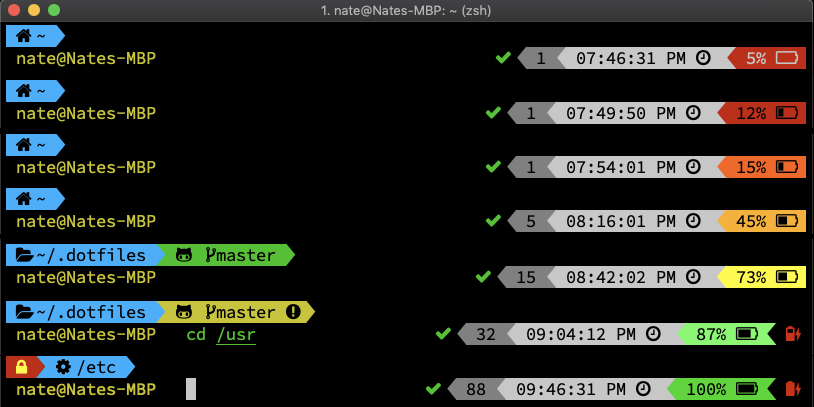 1. nate@Nates-MBP: ~ (zsh)
~
nate@Nates-MBP 1 07:46:31 PM 5%
~
nate@Nates-MBP 1 07:49:50 PM 12%
~
nate@Nates-MBP 1 07:54:01 PM 15%
~
nate@Nates-MBP 5 08:16:01 PM 45%
~/.dotfiles master
nate@Nates-MBP 15 08:42:02 PM 73%
~/.dotfiles master
nate@Nates-MBP cd /usr 32 09:04:12 PM 87%
/etc
nate@Nates-MBP 88 09:46:31 PM 100%